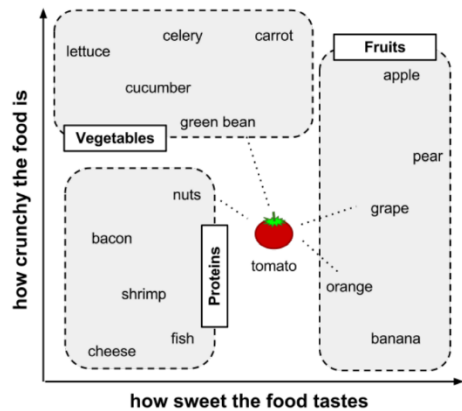 celery
carrot
lettuce
Fruits
apple
cucumber
green bean
Vegetables
pear
nuts
grape
bacon
Proteins
tomato
orange
shrimp
fish
banana
cheese
how crunchy the food is
how sweet the food tastes